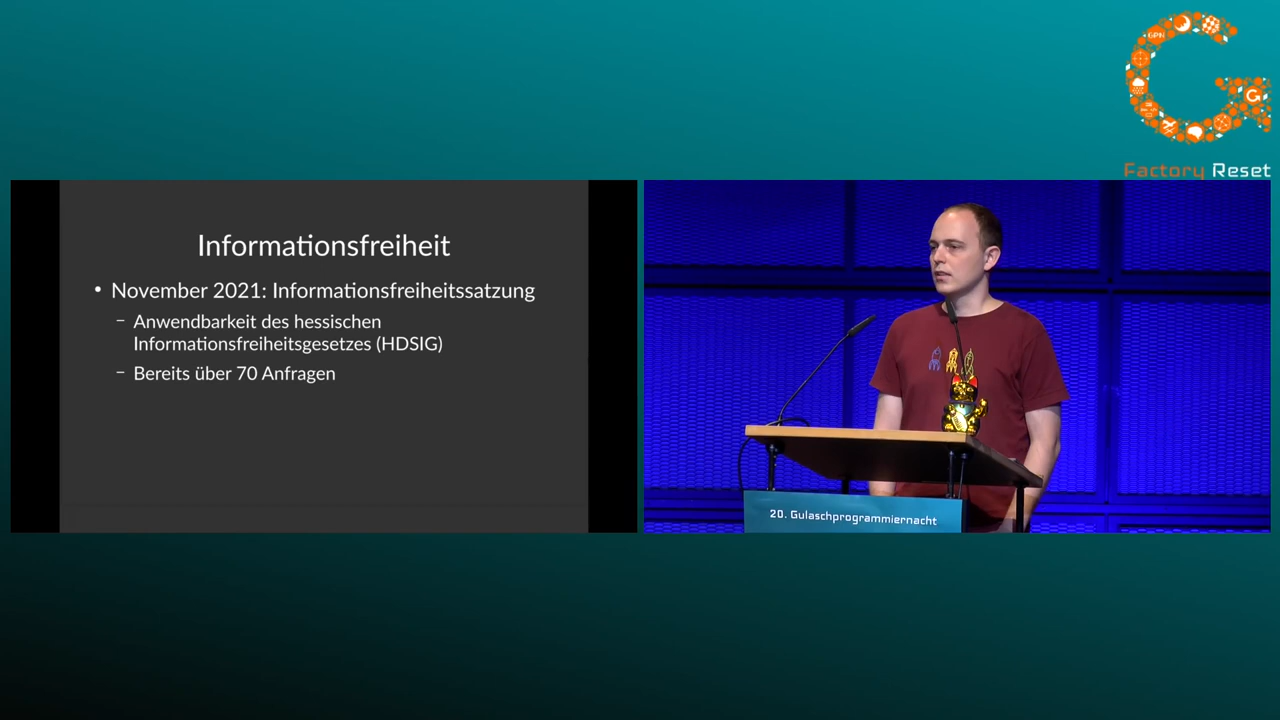 Factory Reset
Informationsfreiheit
• November 2021: Informationsfreiheitssatzung
– Anwendbarkeit des hessischen
Informationsfreiheitsgesetzes (HDSIG)
– Bereits über 70 Anfragen
20. Gulaschprogrammiernacht